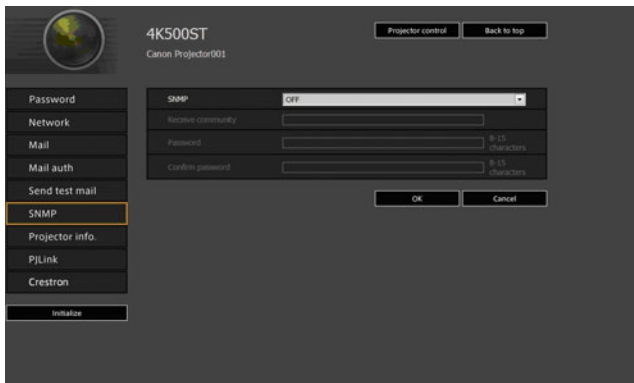 4K500ST
Canon Projector001
Projector control
Back to top
Password
Network
Mail
Mail auth
Send test mail
SNMP
Projector info.
PJLink
Crestron
Initialize
SNMP OFF
Receive community
Password 8-15 characters
Confirm password 8-15 characters
OK
Cancel